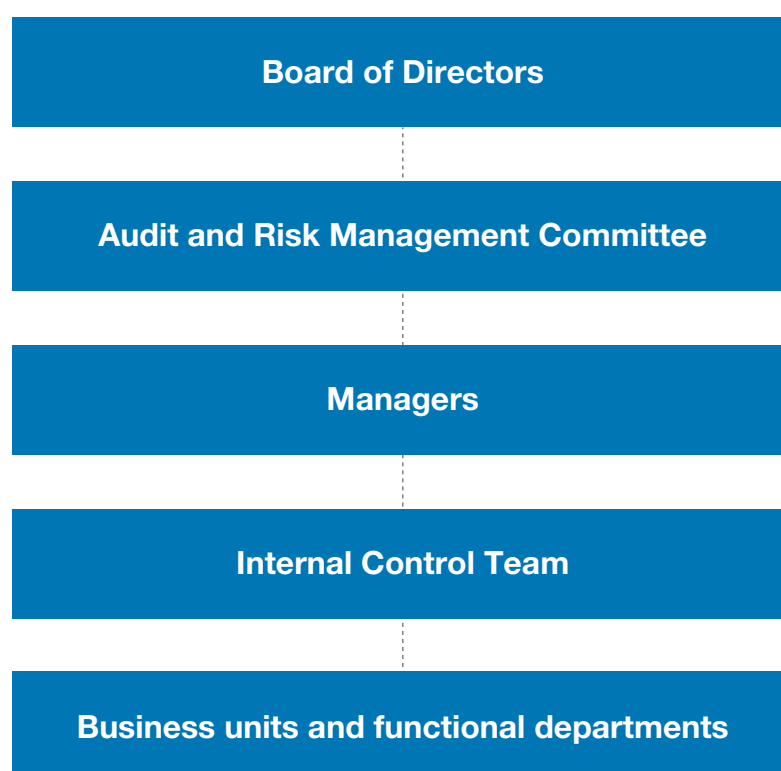 Board of Directors
Audit and Risk Management Committee
Managers
Internal Control Team
Business units and functional departments